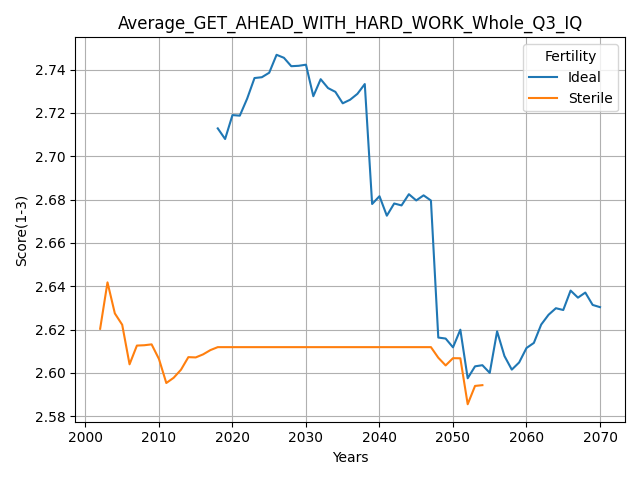 Average_GET_AHEAD_WITH_HARD_WORK_Whole_Q3_IQ
Fertility
Ideal
Sterile
Score(1-3)
2.74
2.72
2.70
2.68
2.66
2.64
2.62
2.60
2.58
2000 2010 2020 2030 2040 2050 2060 2070
Years